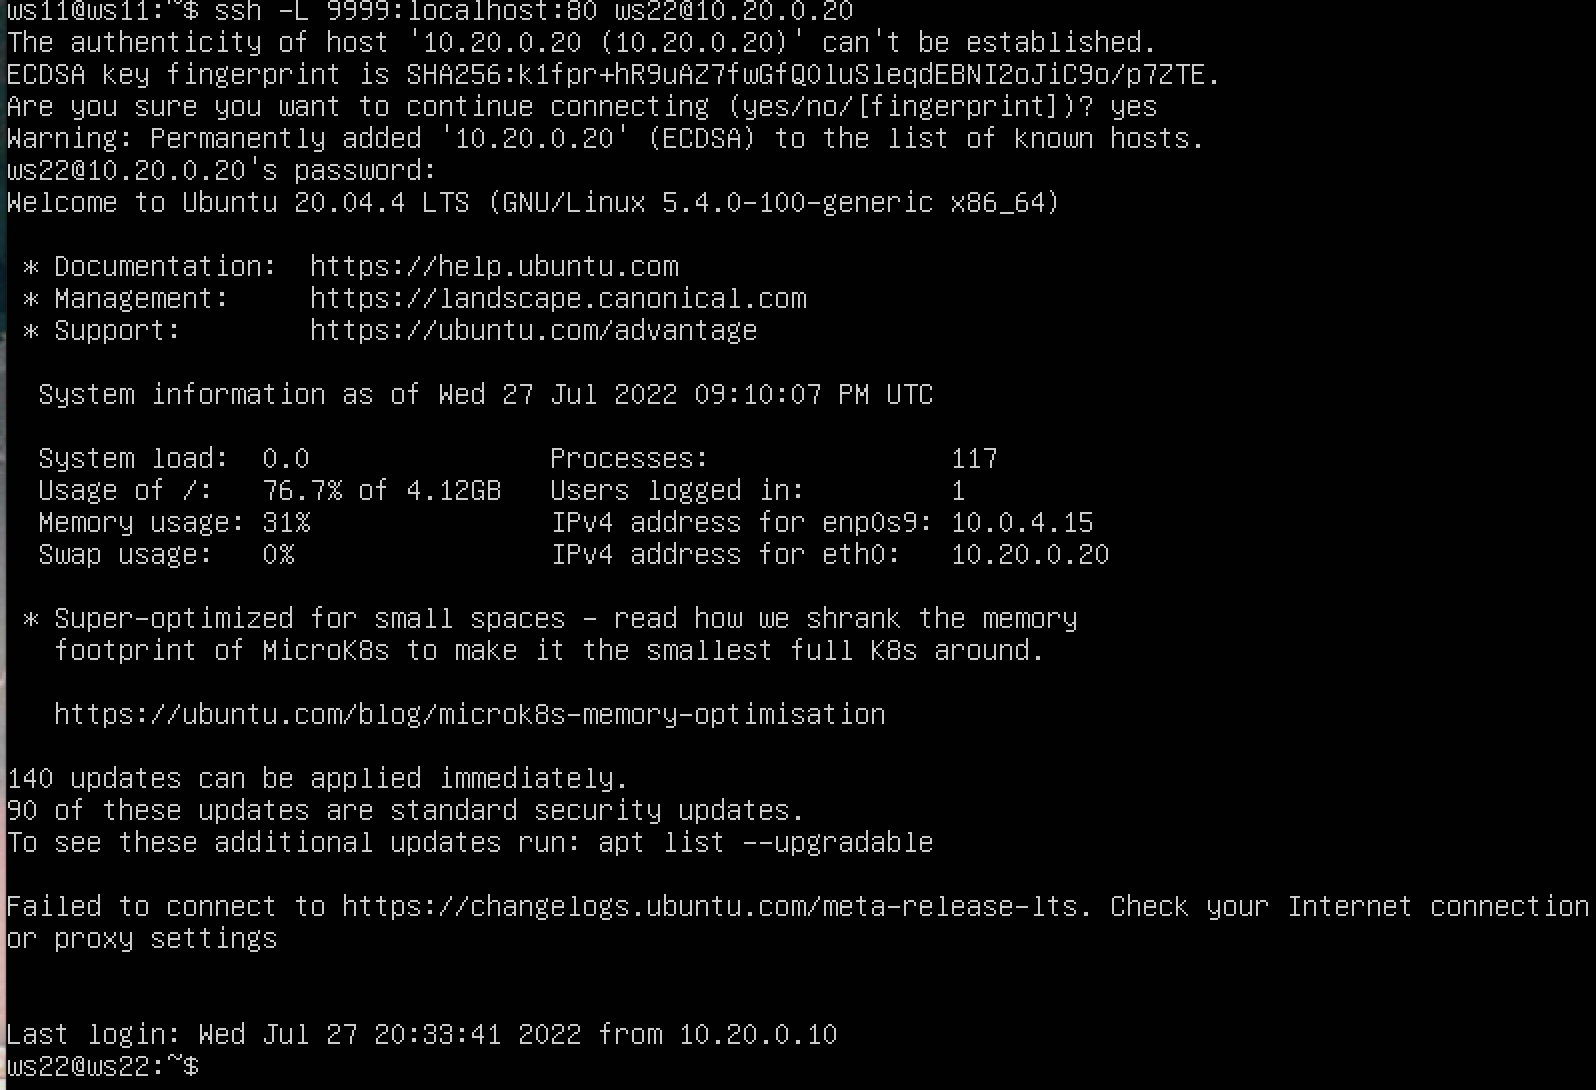 ws11@ws11:~$ ssh -L 9999:localhost:80 ws22@10.20.0.20
The authenticity of host '10.20.0.20 (10.20.0.20)' can't be established.
ECDSA key fingerprint is SHA256:k1fpr+hR9uAZ7fwGfQ0luSleqdEBNI2oJiC9o/p7ZTE.
Are you sure you want to continue connecting (yes/no/[fingerprint])? yes
Warning: Permanently added '10.20.0.20' (ECDSA) to the list of known hosts.
ws22@10.20.0.20's password:
Welcome to Ubuntu 20.04.4 LTS (GNU/Linux 5.4.0-100-generic x86_64)
* Documentation:  https://help.ubuntu.com
* Management:     https://landscape.canonical.com
* Support:        https://ubuntu.com/advantage
System information as of Wed 27 Jul 2022 09:10:07 PM UTC
System load:  0.0               Processes:               117
Usage of /:   76.7% of 4.12GB   Users logged in:         1
Memory usage: 31%               IPv4 address for enp0s9: 10.0.4.15
Swap usage:   0%                IPv4 address for eth0:   10.20.0.20
* Super-optimized for small spaces - read how we shrank the memory
footprint of MicroK8s to make it the smallest full K8s around.
https://ubuntu.com/blog/microk8s-memory-optimisation
140 updates can be applied immediately.
90 of these updates are standard security updates.
To see these additional updates run: apt list --upgradable
Failed to connect to https://changelogs.ubuntu.com/meta-release-lts. Check your Internet connection
or proxy settings
Last login: Wed Jul 27 20:33:41 2022 from 10.20.0.10
ws22@ws22:~$